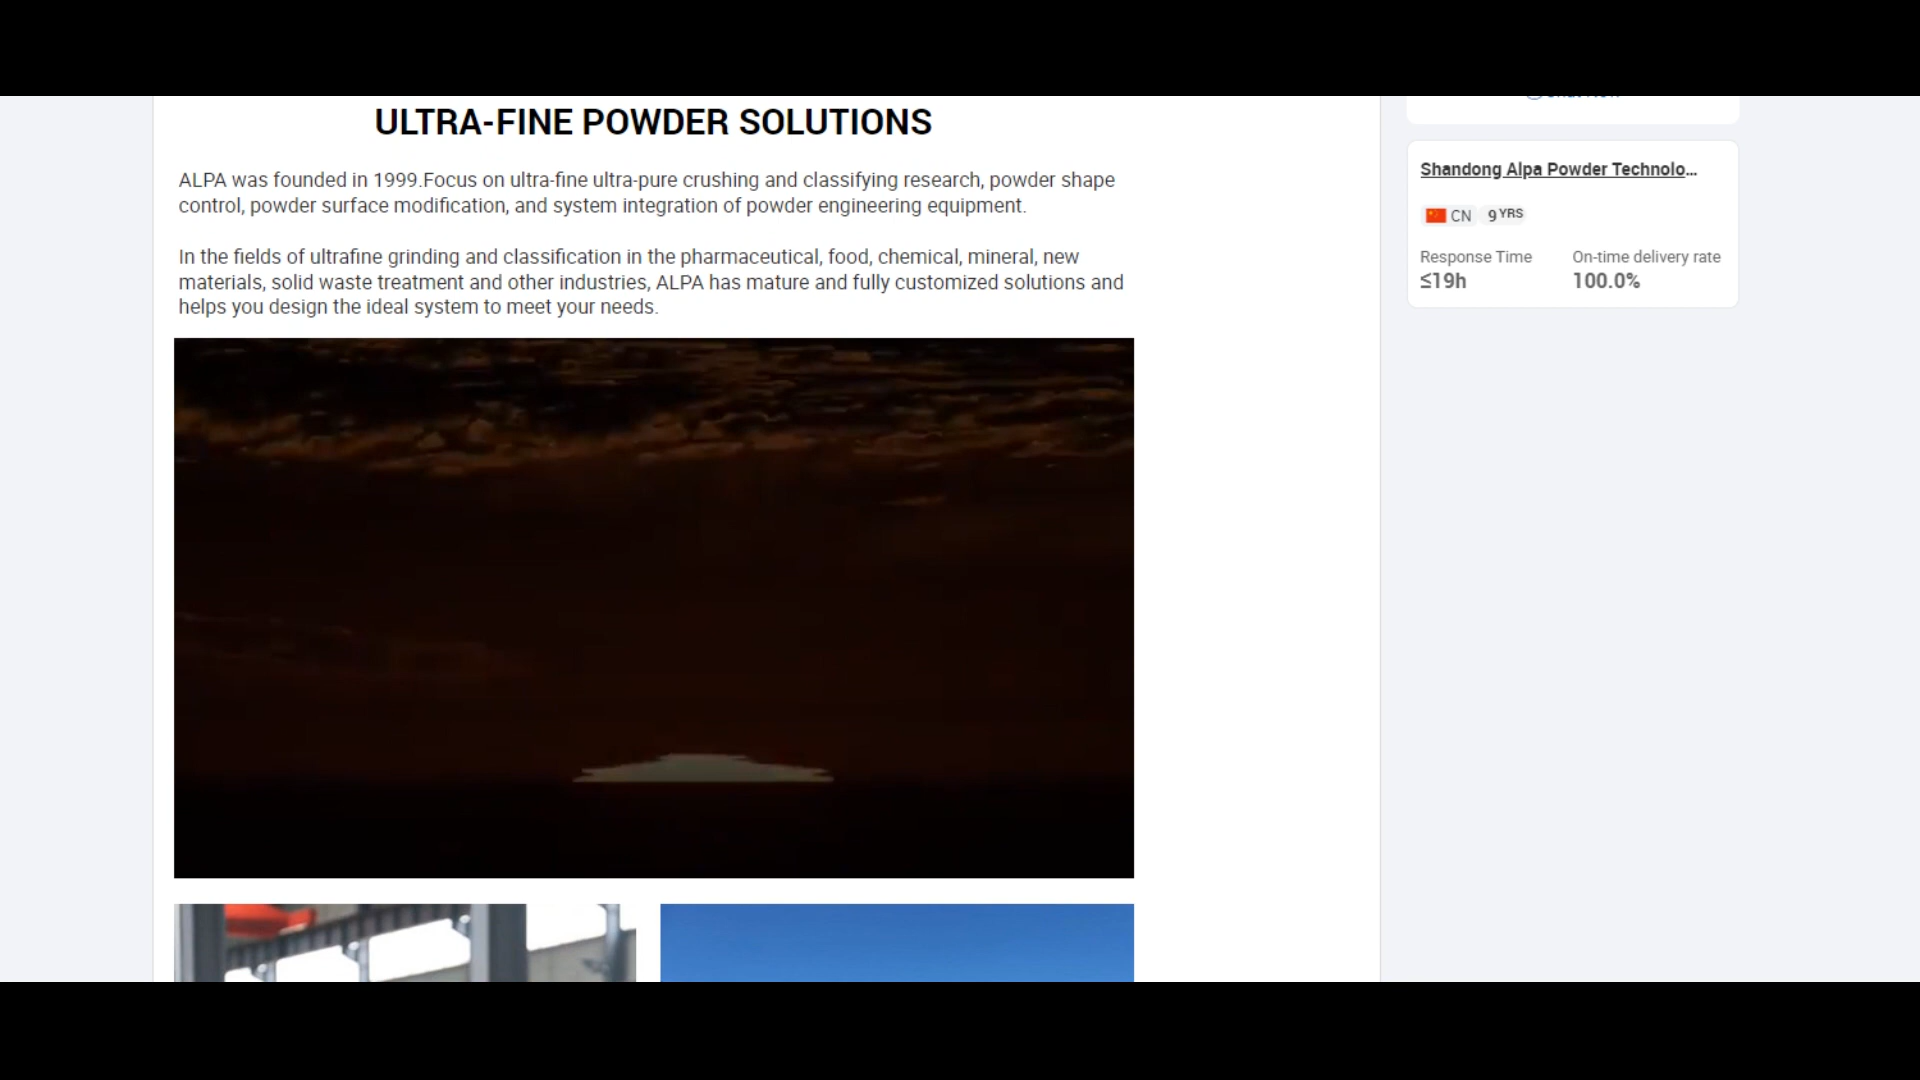 ULTRA-FINE POWDER SOLUTIONS
ALPA was founded in 1999.Focus on ultra-fine ultra-pure crushing and classifying research, powder shape
control, powder surface modification, and system integration of powder engineering equipment.
In the fields of ultrafine grinding and classification in the pharmaceutical, food, chemical, mineral, new
materials, solid waste treatment and other industries, ALPA has mature and fully customized solutions and
helps you design the ideal system to meet your needs.
Shandong Alpa Powder Technolo...
CN 9 YRS
Response Time On-time delivery rate
≤19h 100.0%